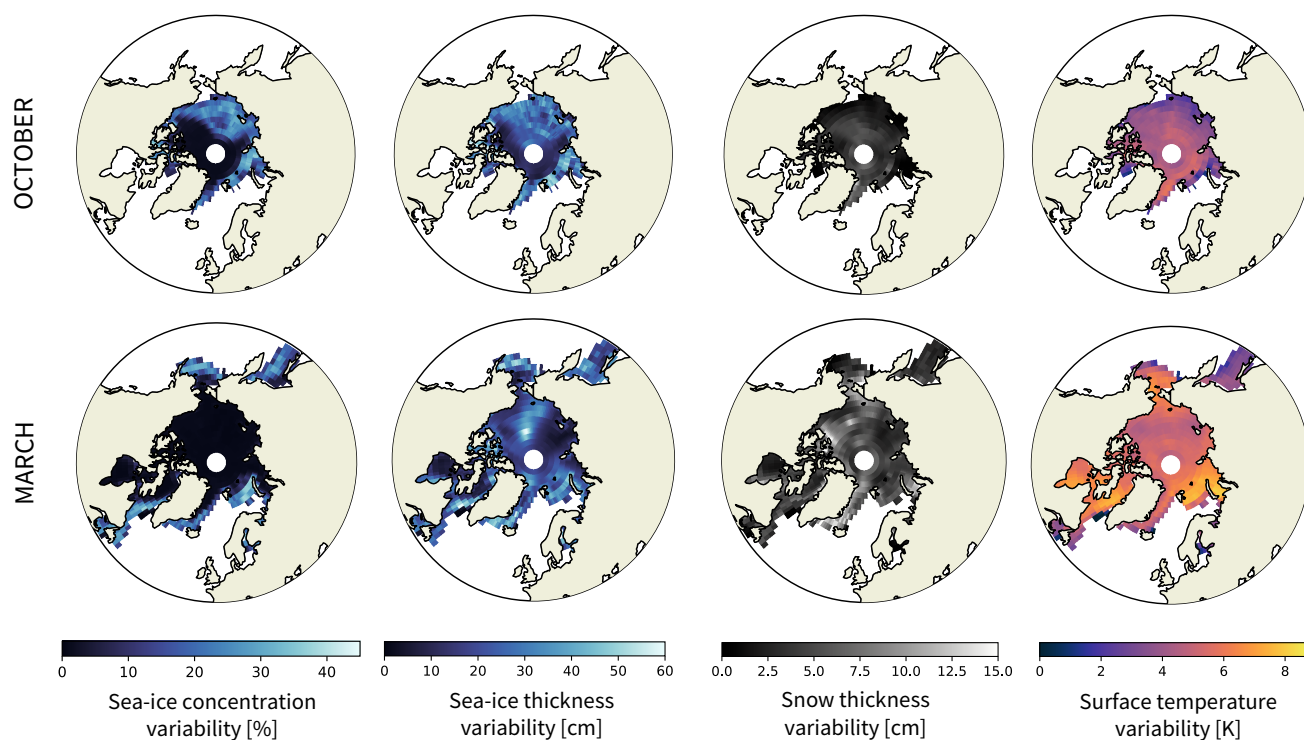 OCTOBER
MARCH
0 10 20 30 40
Sea-ice concentration
variability [%]
0 10 20 30 40 50 60
Sea-ice thickness
variability [cm]
0.0 2.5 5.0 7.5 10.0 12.5 15.0
Snow thickness
variability [cm]
0 2 4 6 8
Surface temperature
variability [K]